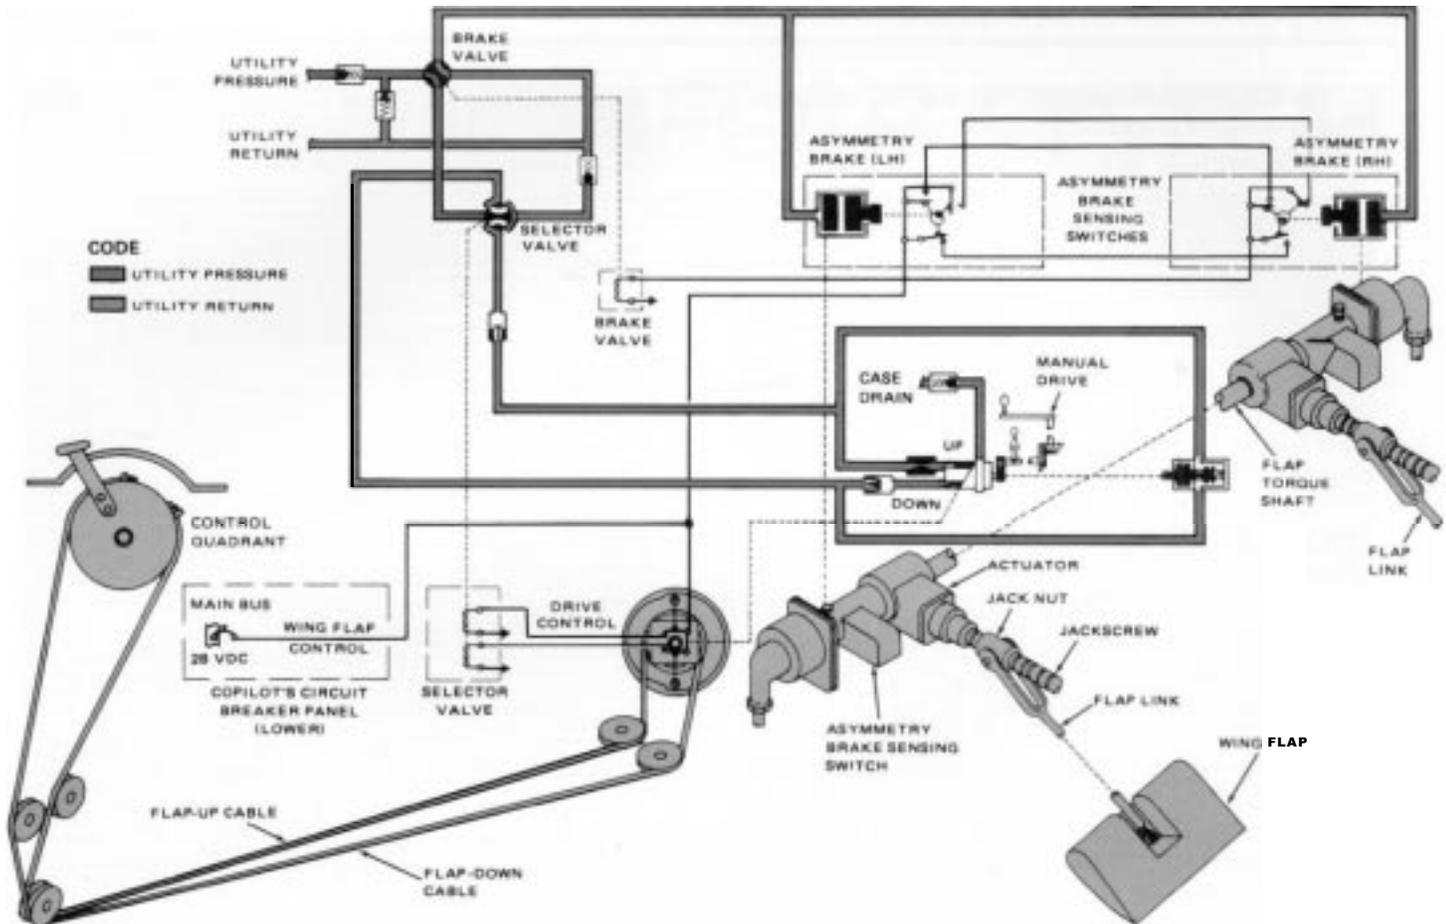 BRAKE
VALVE
UTILITY
PRESSURE
UTILITY
RETURN
ASYMMETRY
BRAKE (LH)
ASYMMETRY
BRAKE (RH)
ASYMMETRY
BRAKE
SENSING
SWITCHES
SELECTOR
VALVE
CODE
UTILITY PRESSURE
UTILITY RETURN
BRAKE
VALVE
CASE
DRAIN
MANUAL
DRIVE
UP
DOWN
FLAP
TORQUE
SHAFT
FLAP
LINK
CONTROL
QUADRANT
MAIN BUS
28 VDC
WING FLAP
CONTROL
COPILOT'S CIRCUIT
BREAKER PANEL
(LOWER)
DRIVE
CONTROL
SELECTOR
VALVE
ACTUATOR
JACK NUT
JACKSCREW
FLAP LINK
ASYMMETRY
BRAKE SENSING
SWITCH
WING FLAP
FLAP-UP CABLE
FLAP-DOWN
CABLE